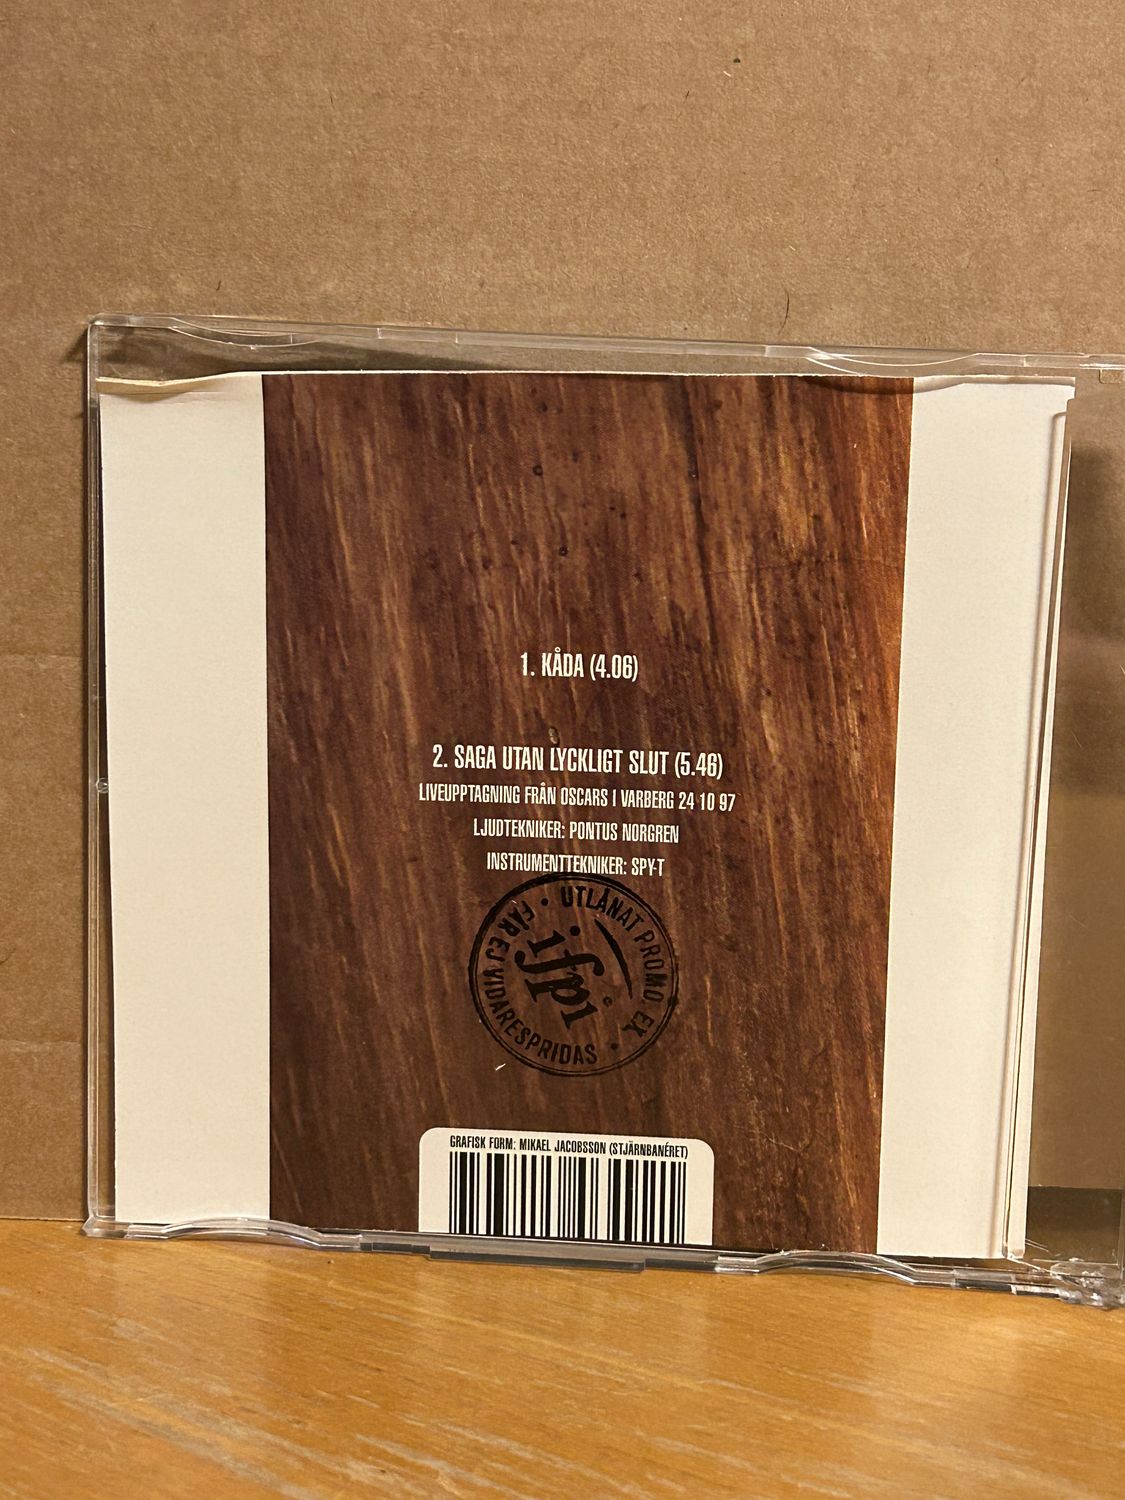 1. KÅDA (4.06)
2. SAGA UTAN LYCKLIGT SLUT (5.46)
LIVEUPPTAGNING FRÅN OSCARS I VARBERG 24 10 97
LJUDTEKNIKER: PONTUS NORGREN
INSTRUMENTTEKNIKER: SPY-T
UTLÅNAT PROMO EX • FÅR EJ VIDARESPRIDAS •
ifpi
GRAFISK FORM: MIKAEL JACOBSSON (STJÄRNBANÉRET)